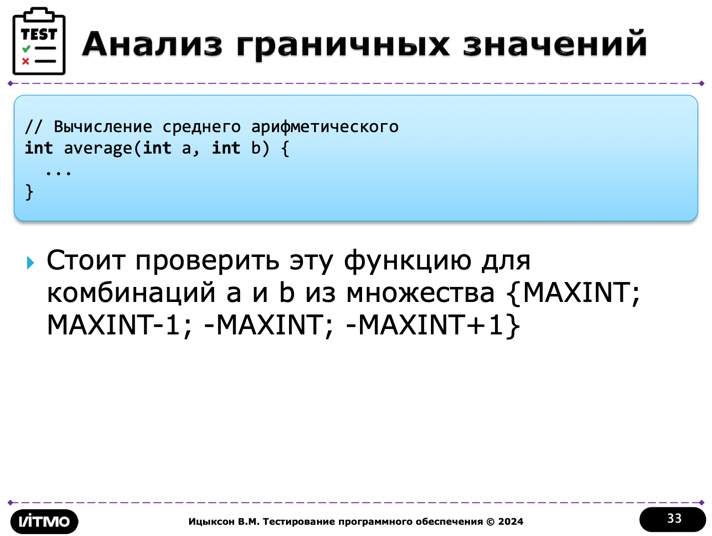 TEST
Анализ граничных значений
// Вычисление среднего арифметического
int average(int a, int b) {
...
}
Стоит проверить эту функцию для
комбинаций a и b из множества {MAXINT;
MAXINT-1; -MAXINT; -MAXINT+1}
ИТМО
Ицыксон В.М. Тестирование программного обеспечения © 2024
33